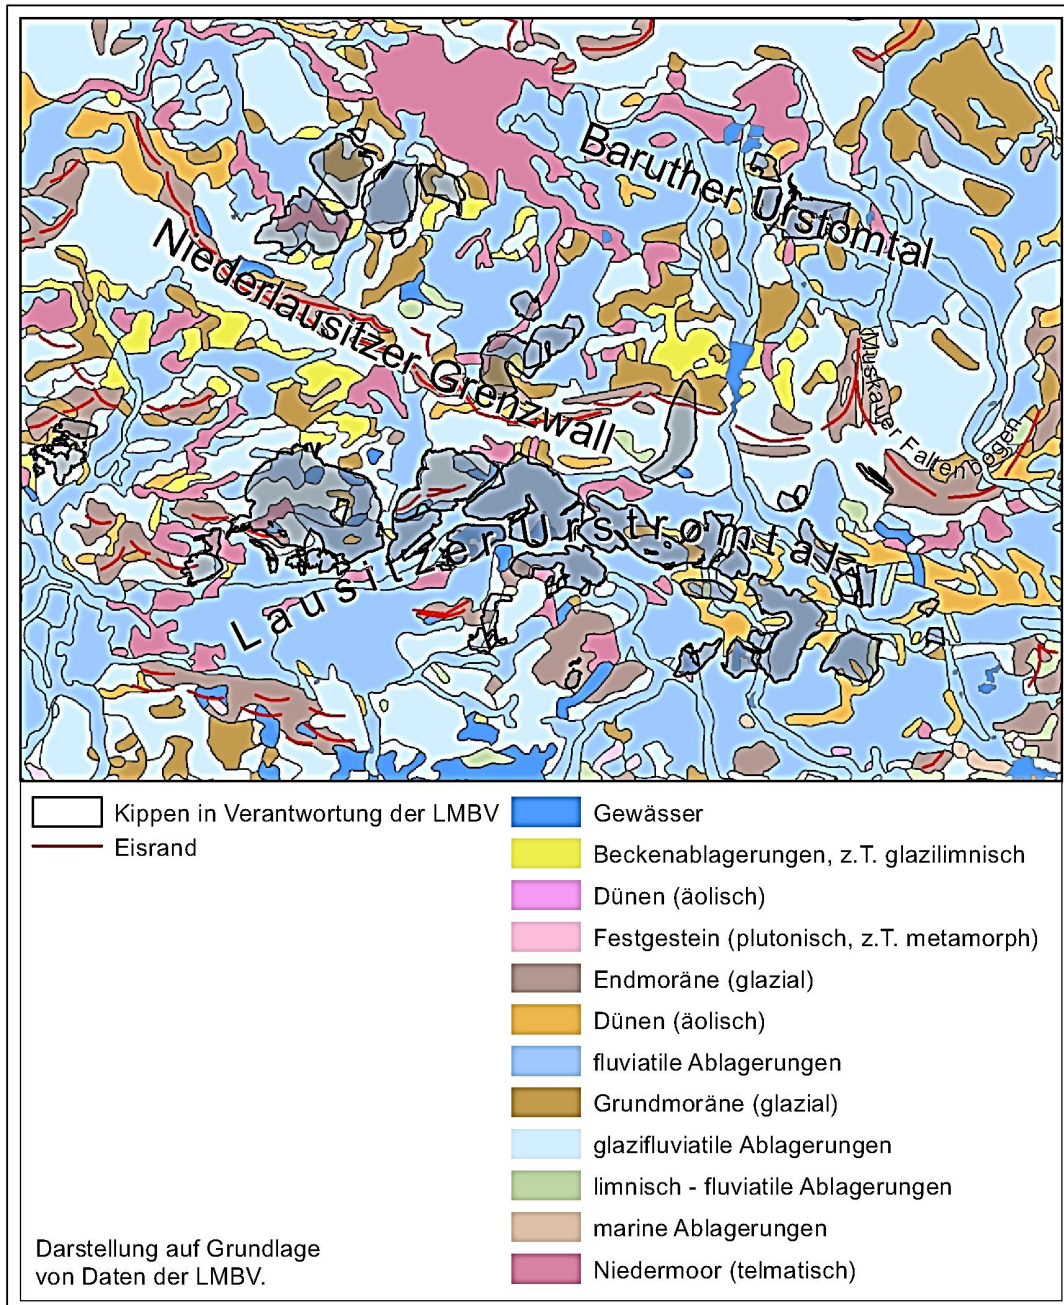 Baruther Urstomtal
Niederlausitzer Grenzwall
Muskauer Faltenbogen
Lausitzer Urstromtal
Kippen in Verantwortung der LMBV
Eisrand
Gewässer
Beckenablagerungen, z.T. glazilimnisch
Dünen (äolisch)
Festgestein (plutonisch, z.T. metamorph)
Endmoräne (glazial)
Dünen (äolisch)
fluviatile Ablagerungen
Grundmoräne (glazial)
glazifluviatile Ablagerungen
limnisch - fluviatile Ablagerungen
marine Ablagerungen
Niedermoor (telmatisch)
Darstellung auf Grundlage
von Daten der LMBV.